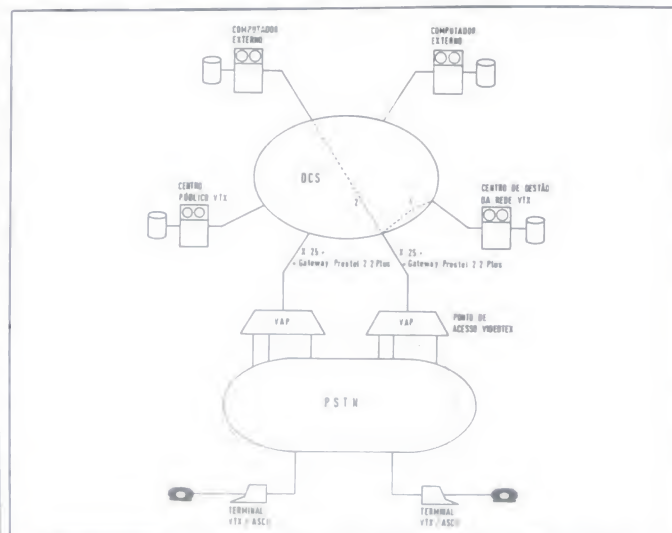 COMPUTADOR
EXTERNO
COMPUTADOR
EXTERNO
DCS
CENTRO
PÚBLICO VTX
CENTRO DE GESTÃO
DA REDE VTX
X 25 +
+ Gateway Prestel 2 2 Plus
X 25 +
+ Gateway Prestel 2 2 Plus
VAP
VAP
PONTO DE
ACESSO VIDEOTEX
PSTN
TERMINAL
VTX / ASCII
TERMINAL
VTX / ASCII